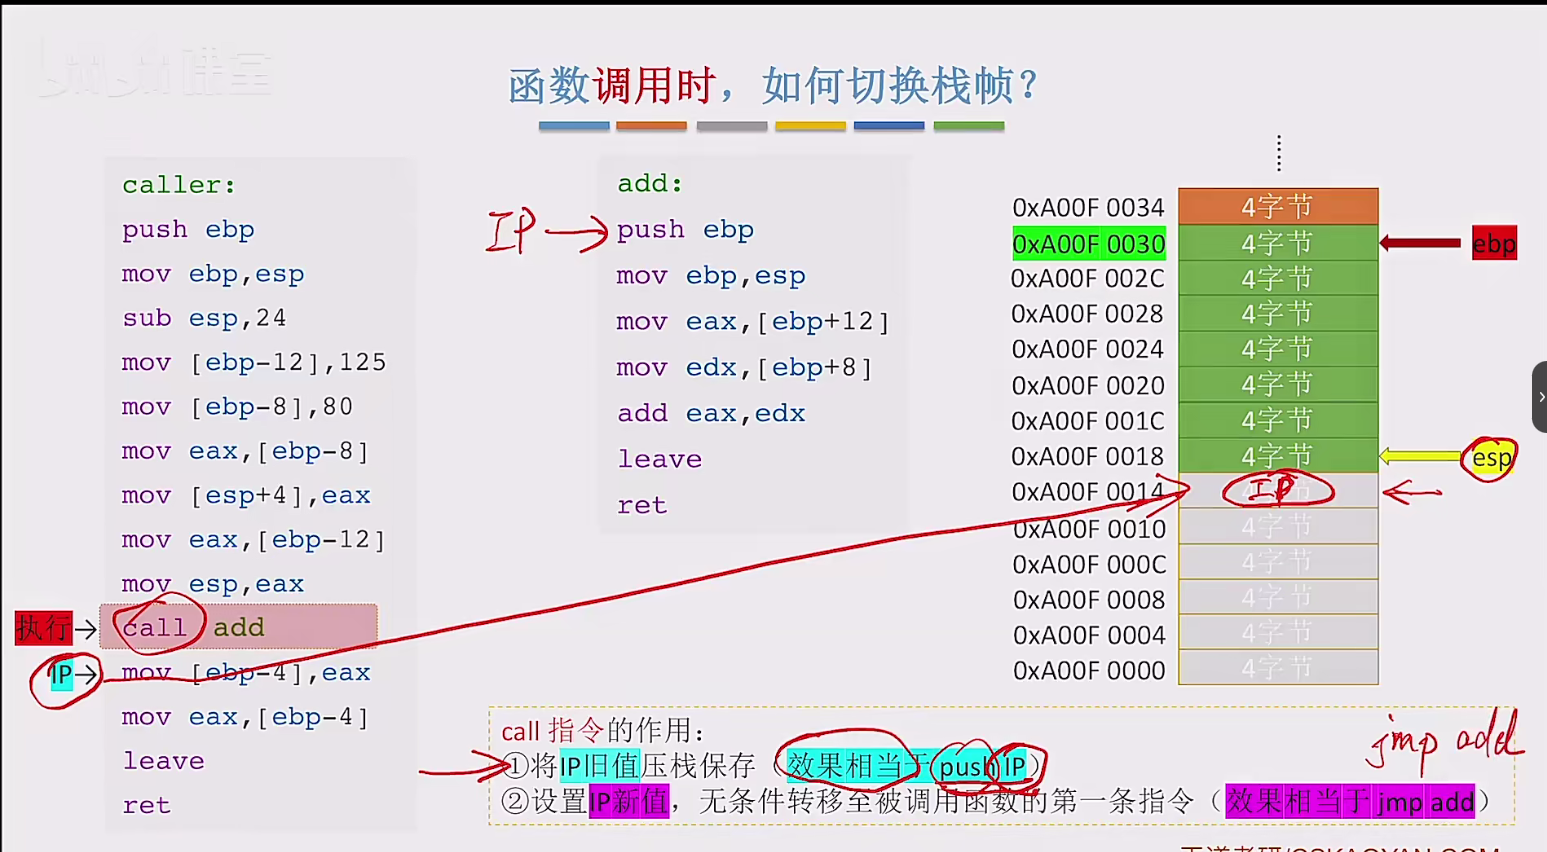 函数调用时，如何切换栈帧？
caller:
push ebp
mov ebp,esp
sub esp,24
mov [ebp-12],125
mov [ebp-8],80
mov eax,[ebp-8]
mov [esp+4],eax
mov eax,[ebp-12]
mov esp,eax
执行→ call add
IP→ mov [ebp-4],eax
mov eax,[ebp-4]
leave
ret
IP
add:
push ebp
mov ebp,esp
mov eax,[ebp+12]
mov edx,[ebp+8]
add eax,edx
leave
ret
0xA00F 0034 4字节
0xA00F 0030 4字节 ebp
0xA00F 002C 4字节
0xA00F 0028 4字节
0xA00F 0024 4字节
0xA00F 0020 4字节
0xA00F 001C 4字节
0xA00F 0018 4字节 esp
0xA00F 0014 IP
0xA00F 0010 4字节
0xA00F 000C 4字节
0xA00F 0008 4字节
0xA00F 0004 4字节
0xA00F 0000 4字节
call 指令的作用：
①将IP旧值压栈保存（效果相当于push IP）
②设置IP新值，无条件转移至被调用函数的第一条指令（效果相当于 jmp add）
jmp add